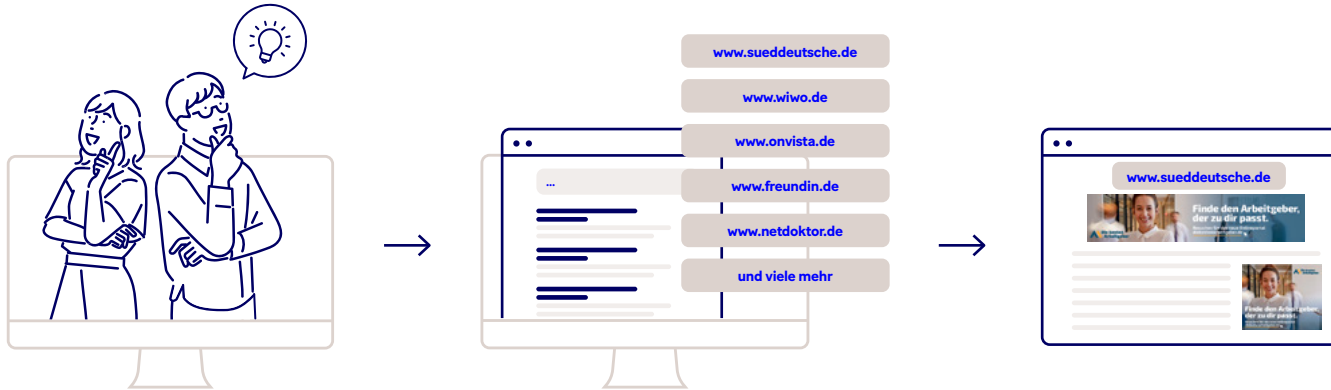 www.sueddeutsche.de
www.wiwo.de
www.onvista.de
...
www.freundin.de
www.netdoktor.de
und viele mehr
www.sueddeutsche.de
Finde den Arbeitgeber,
der zu dir passt.
Finde den Arbeitgeber,
der zu dir passt.